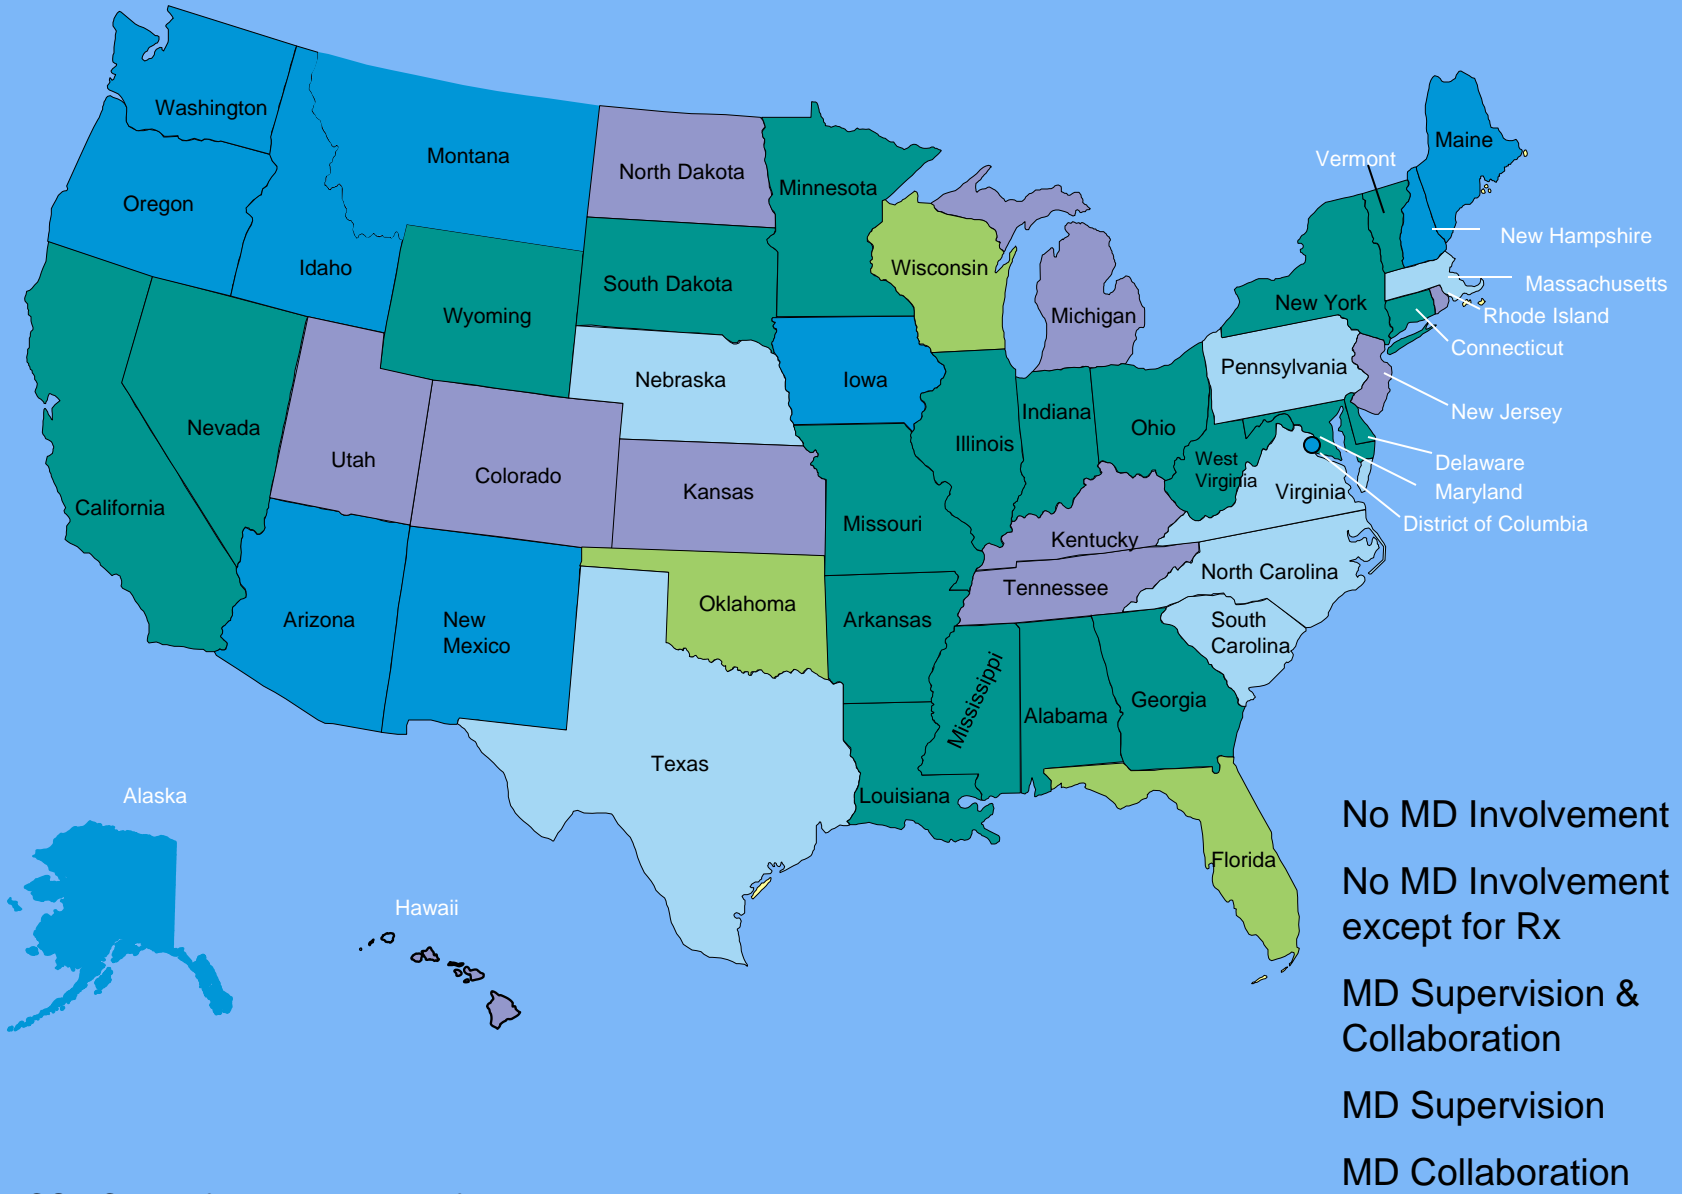 Washington
Maine
Montana
Vermont
North Dakota
Minnesota
Oregon
New Hampshire
Idaho
Wisconsin
South Dakota
Massachusetts
New York
Wyoming
Michigan
Rhode Island
Connecticut
Pennsylvania
Nebraska
Iowa
Indiana
New Jersey
Nevada
Ohio
Illinois
Utah
West
Virginia
Delaware
Colorado
Kansas
Virginia
Maryland
California
Missouri
District of Columbia
Kentucky
North Carolina
Tennessee
Oklahoma
Arizona
New
Mexico
Arkansas
South
Carolina
Mississippi
Georgia
Alabama
Texas
Alaska
Louisiana
Florida
Hawaii
No MD Involvement
No MD Involvement
except for Rx
MD Supervision &
Collaboration
MD Supervision
MD Collaboration